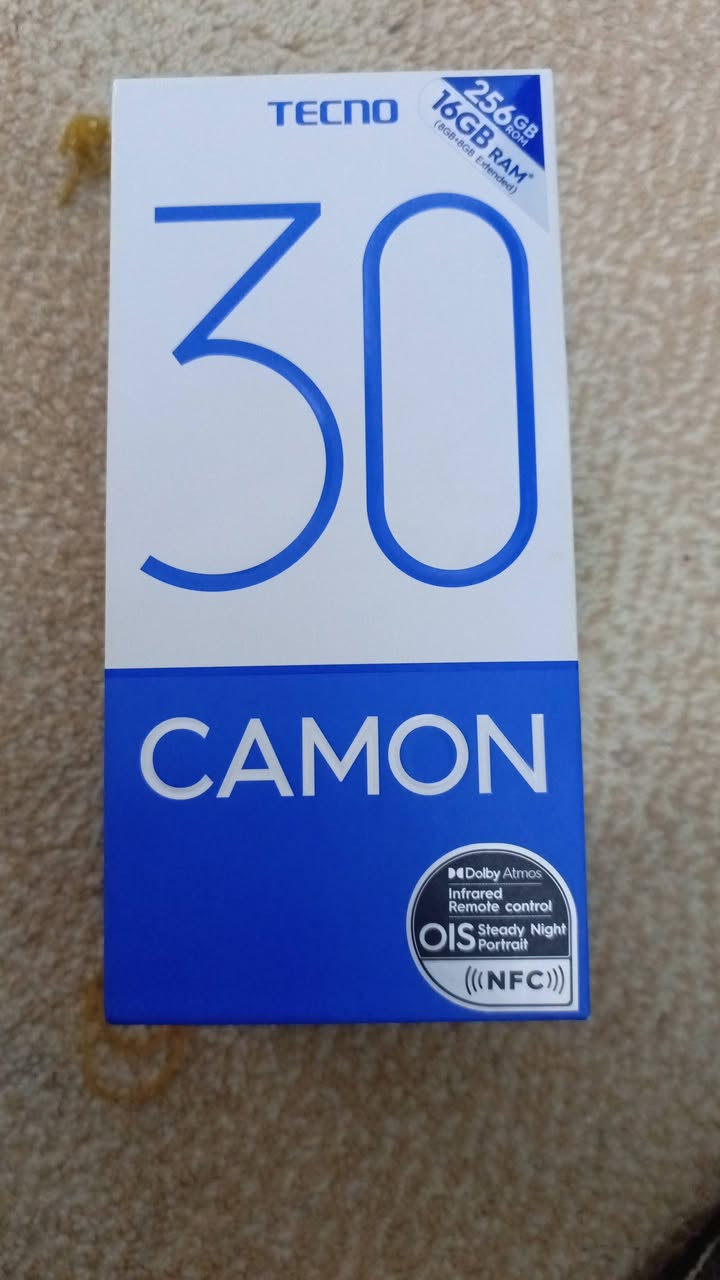 TECNO
256GB
ROM
16GB RAM*
(8GB+8GB Extended)
30
CAMON
Dolby Atmos
Infrared
Remote control
OIS Steady Night
Portrait
(((NFC)))